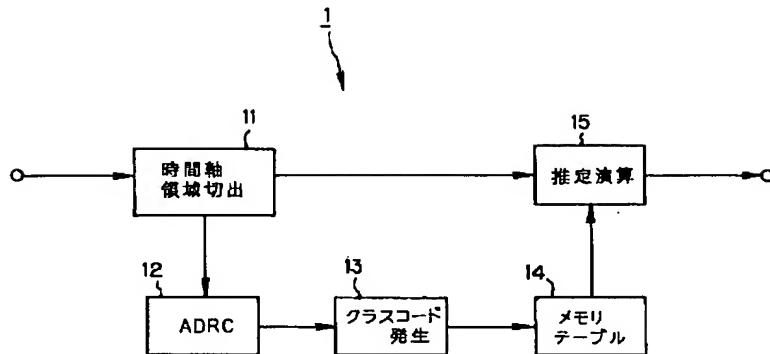 1
11
時間軸
領域切出
15
推定演算
12
ADRC
13
クラスコード
発生
14
メモリ
テーブル